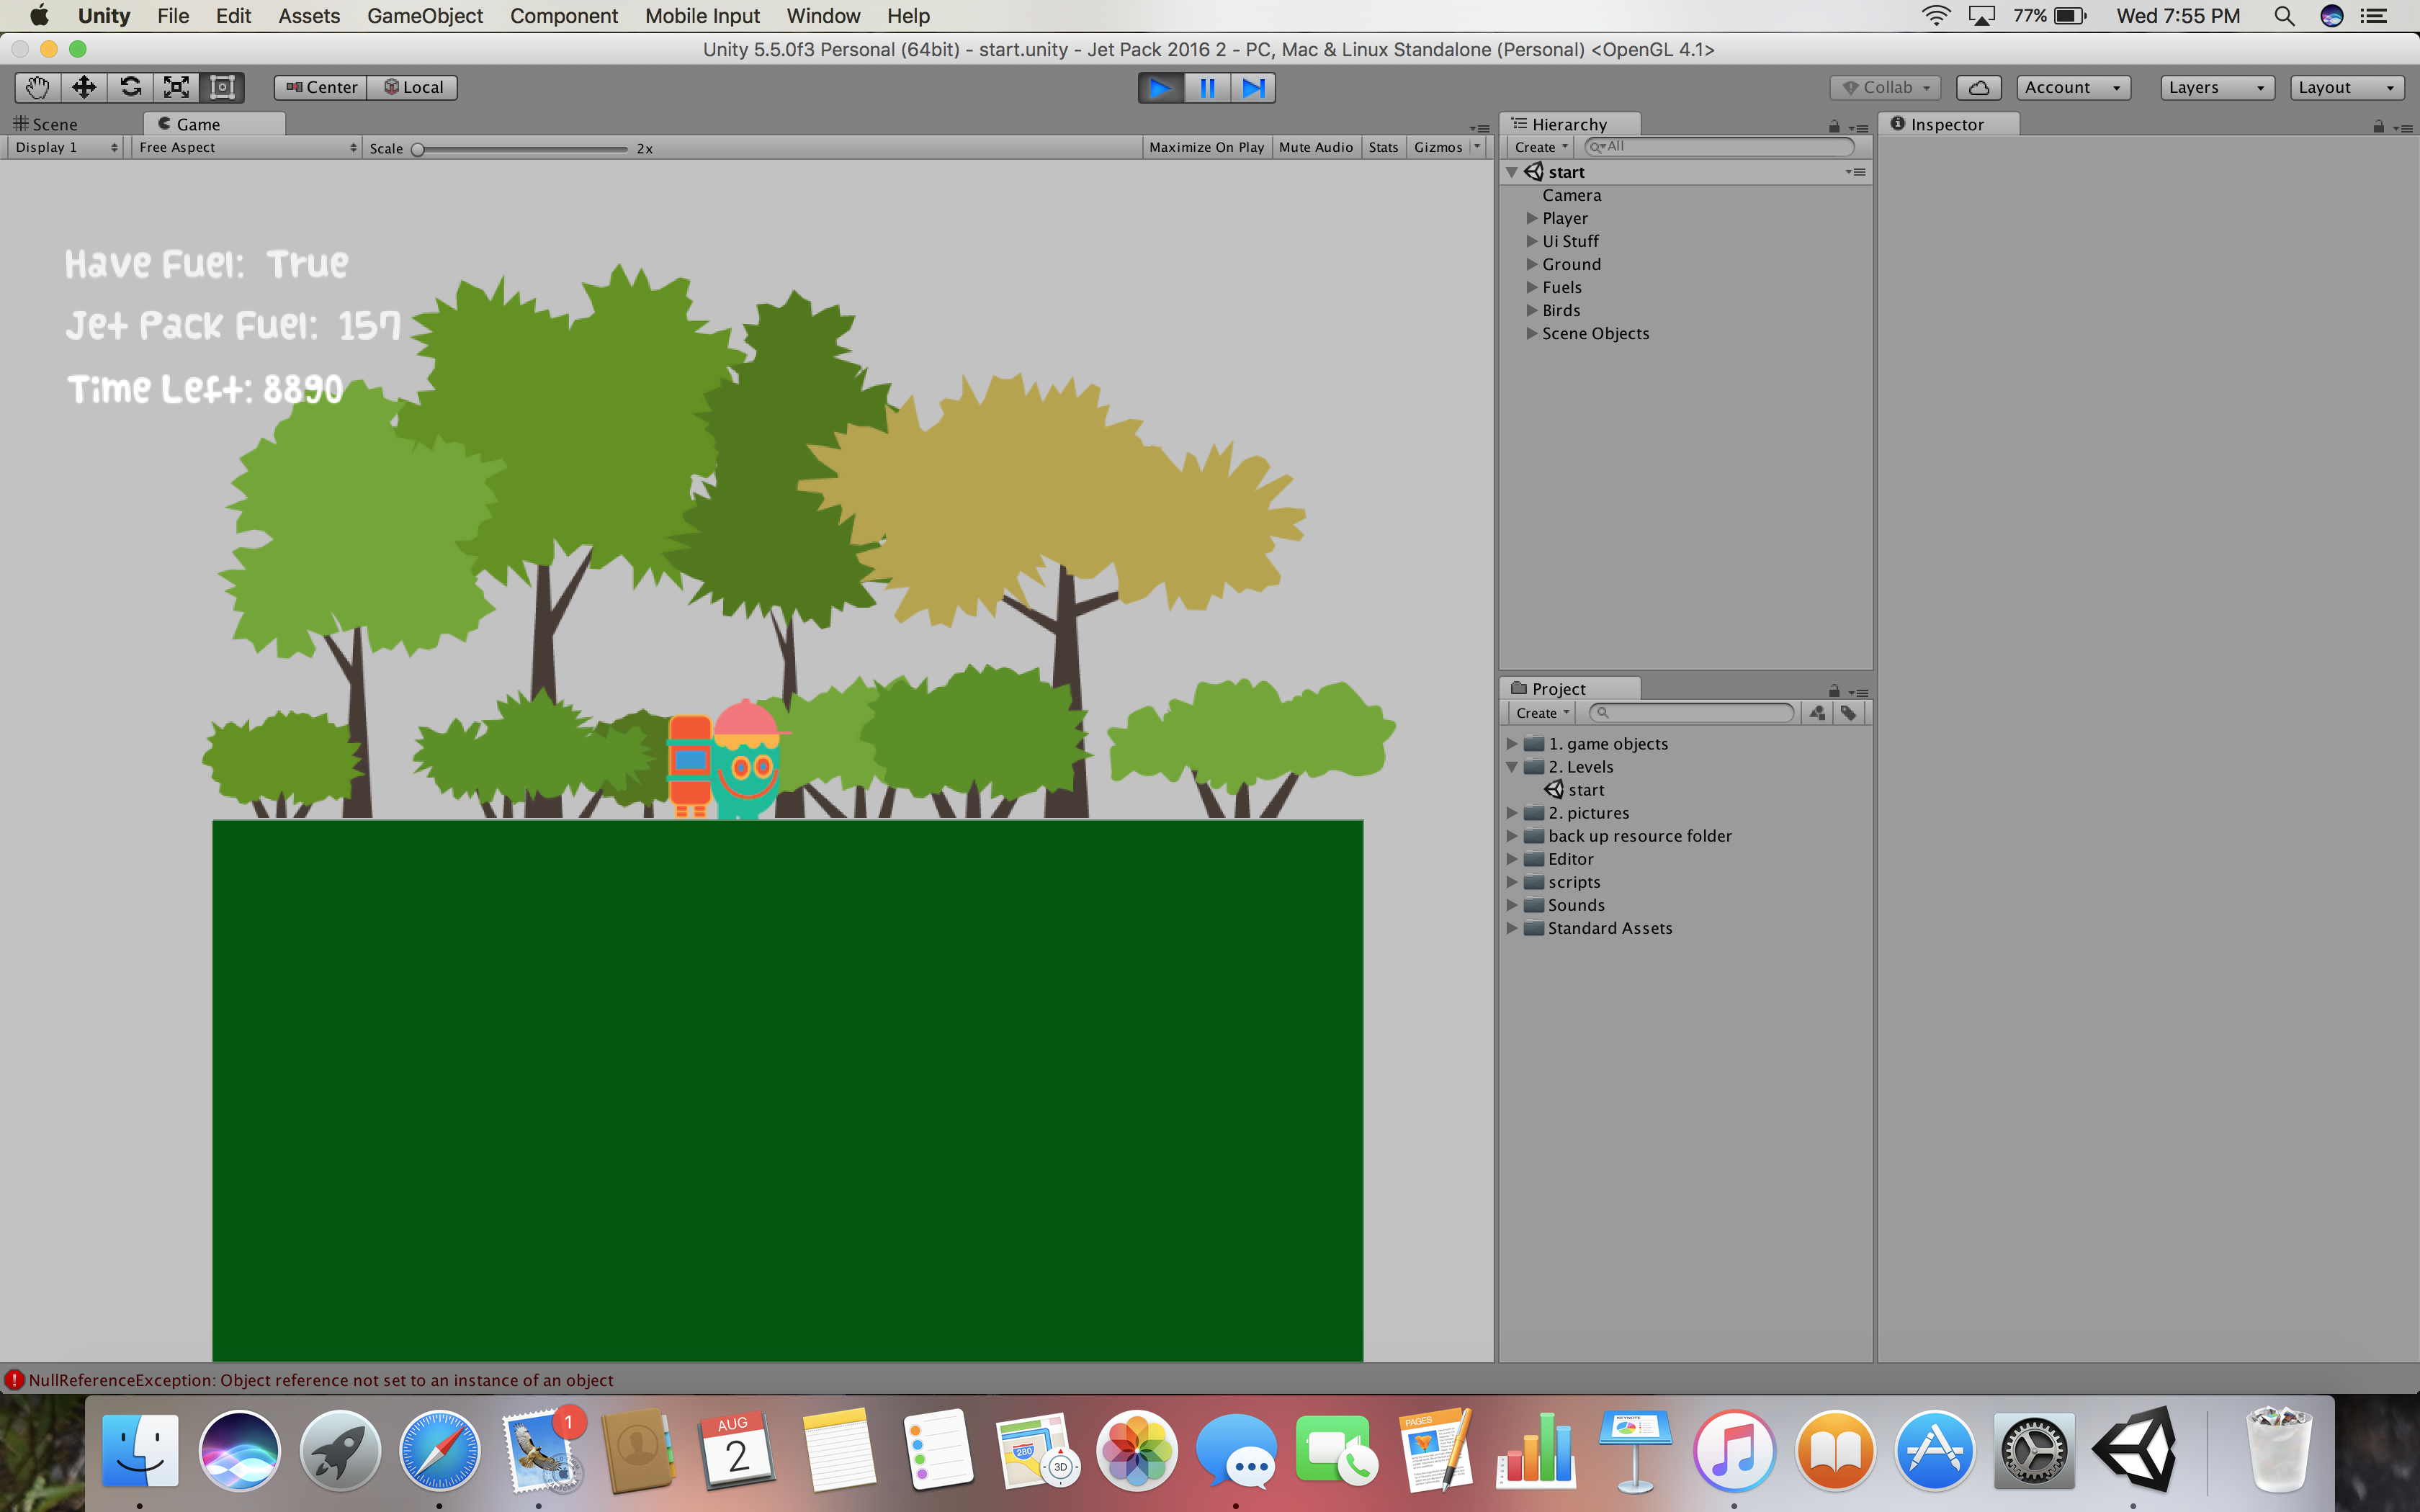 Unity File Edit Assets GameObject Component Mobile Input Window Help 77% Wed 7:55 PM
Unity 5.5.0f3 Personal (64bit) - start.unity - Jet Pack 2016 2 - PC, Mac & Linux Standalone (Personal) <OpenGL 4.1>
Center Local Collab Account Layers Layout
Scene Game
Display 1 Free Aspect Scale 2x Maximize On Play Mute Audio Stats Gizmos
Have Fuel: True
Jet Pack Fuel: 157
Time Left: 8890
Hierarchy
Create All
start
Camera
Player
Ui Stuff
Ground
Fuels
Birds
Scene Objects
Inspector
Project
Create
1. game objects
2. Levels
start
2. pictures
back up resource folder
Editor
scripts
Sounds
Standard Assets
NullReferenceException: Object reference not set to an instance of an object
1
AUG
2
280
3D
PAGES
KEYNOTE